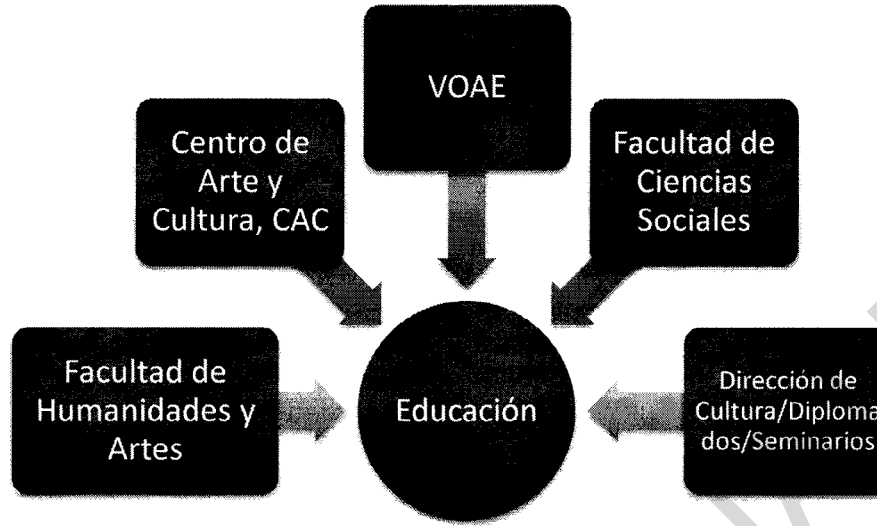 VOAE
Centro de
Arte y
Cultura, CAC
Facultad de
Ciencias
Sociales
Facultad de
Humanidades y
Artes
Educación
Dirección de
Cultura/Diploma
dos/Seminarios